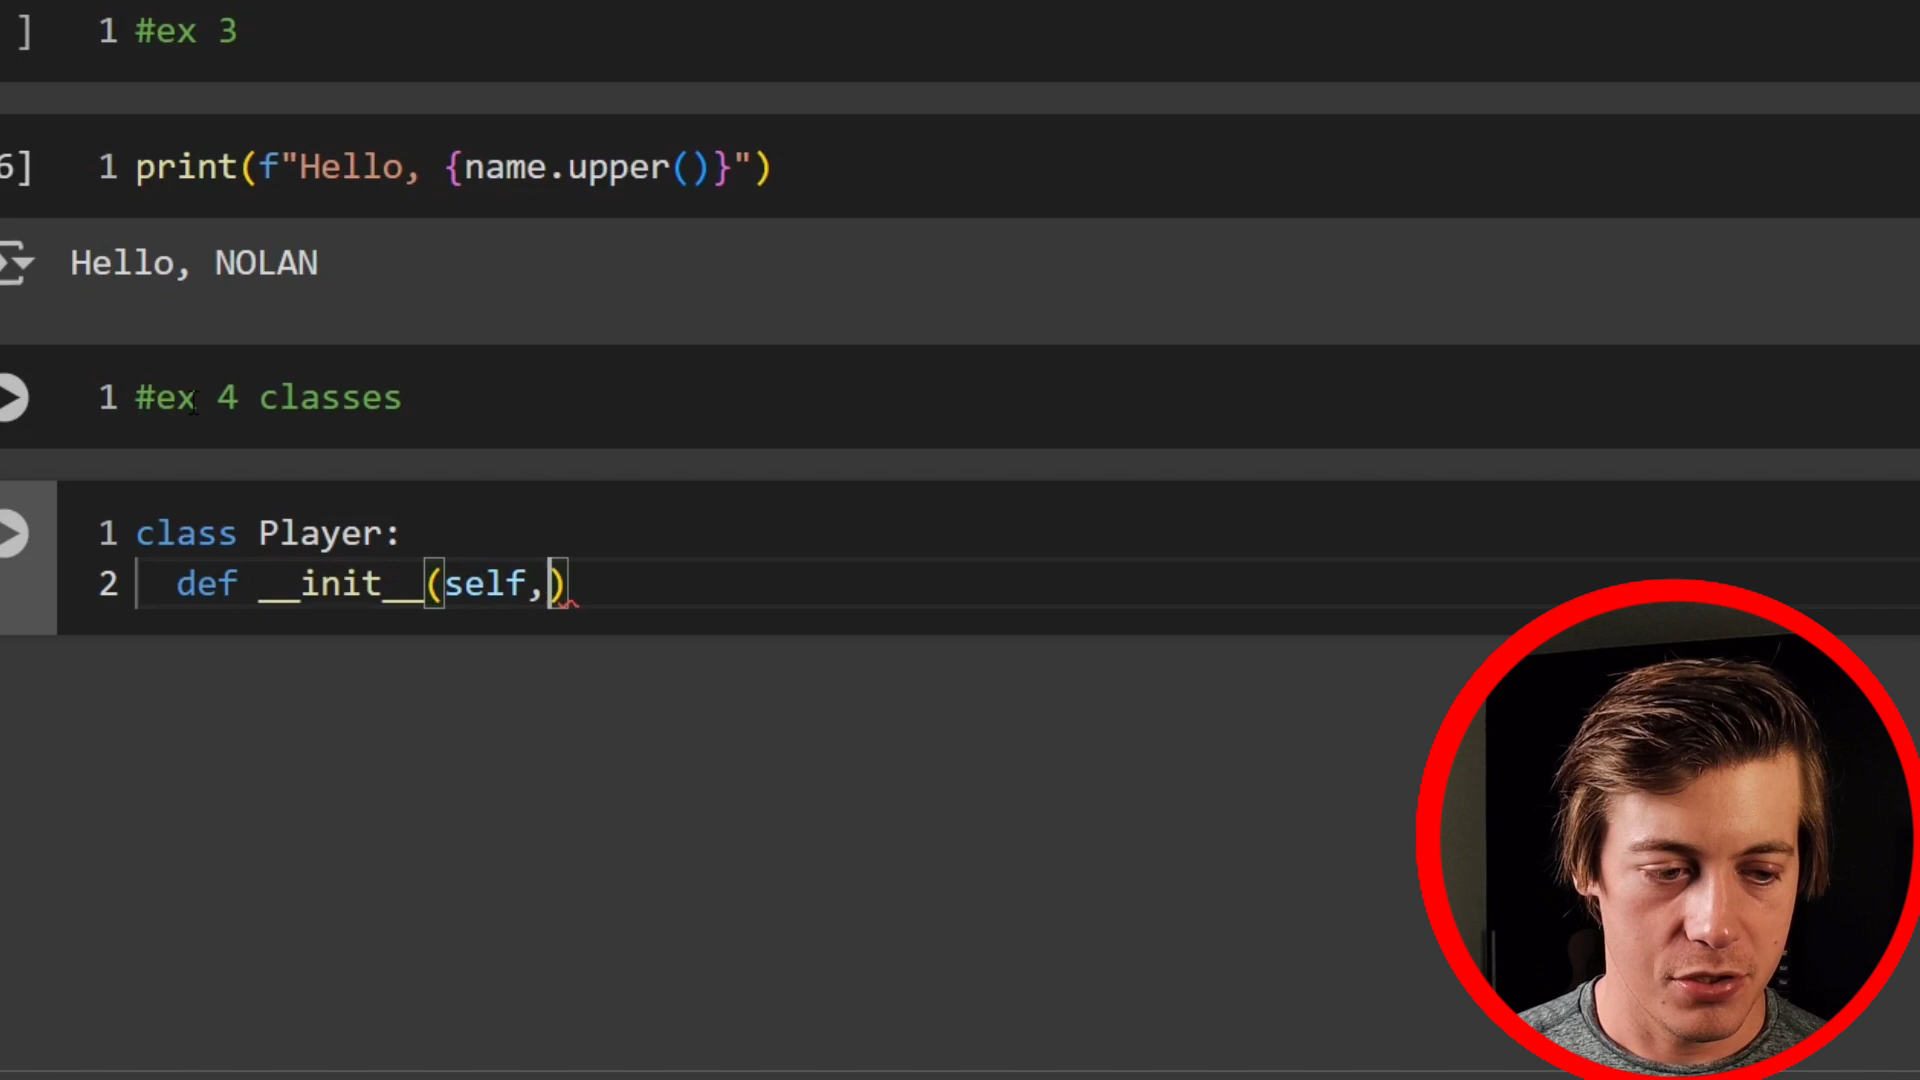 ] 1 #ex 3
6] 1 print(f"Hello, {name.upper()}")
Hello, NOLAN
1 #ex 4 classes
1 class Player:
2 def __init__(self,)